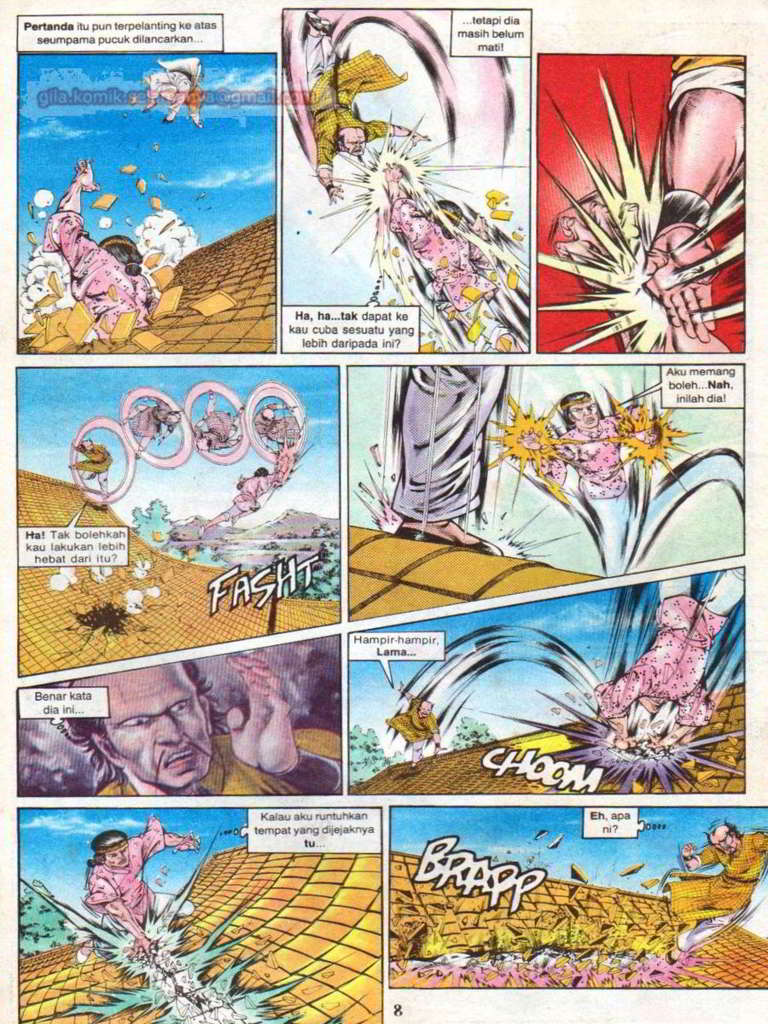 Pertanda itu pun terpelanting ke atas
seumpama pucuk dilancarkan...
...tetapi dia
masih belum
mati!
Ha, ha...tak dapat ke
kau cuba sesuatu yang
lebih daripada ini?
Ha! Tak bolehkah
kau lakukan lebih
hebat dari itu?
FASHT
Aku memang
boleh...Nah,
inilah dia!
Benar kata
dia ini...
Hampir-hampir,
Lama...
CHOOM
Kalau aku runtuhkan
tempat yang dijejaknya
tu...
Eh, apa
ni?
BRAPP
8